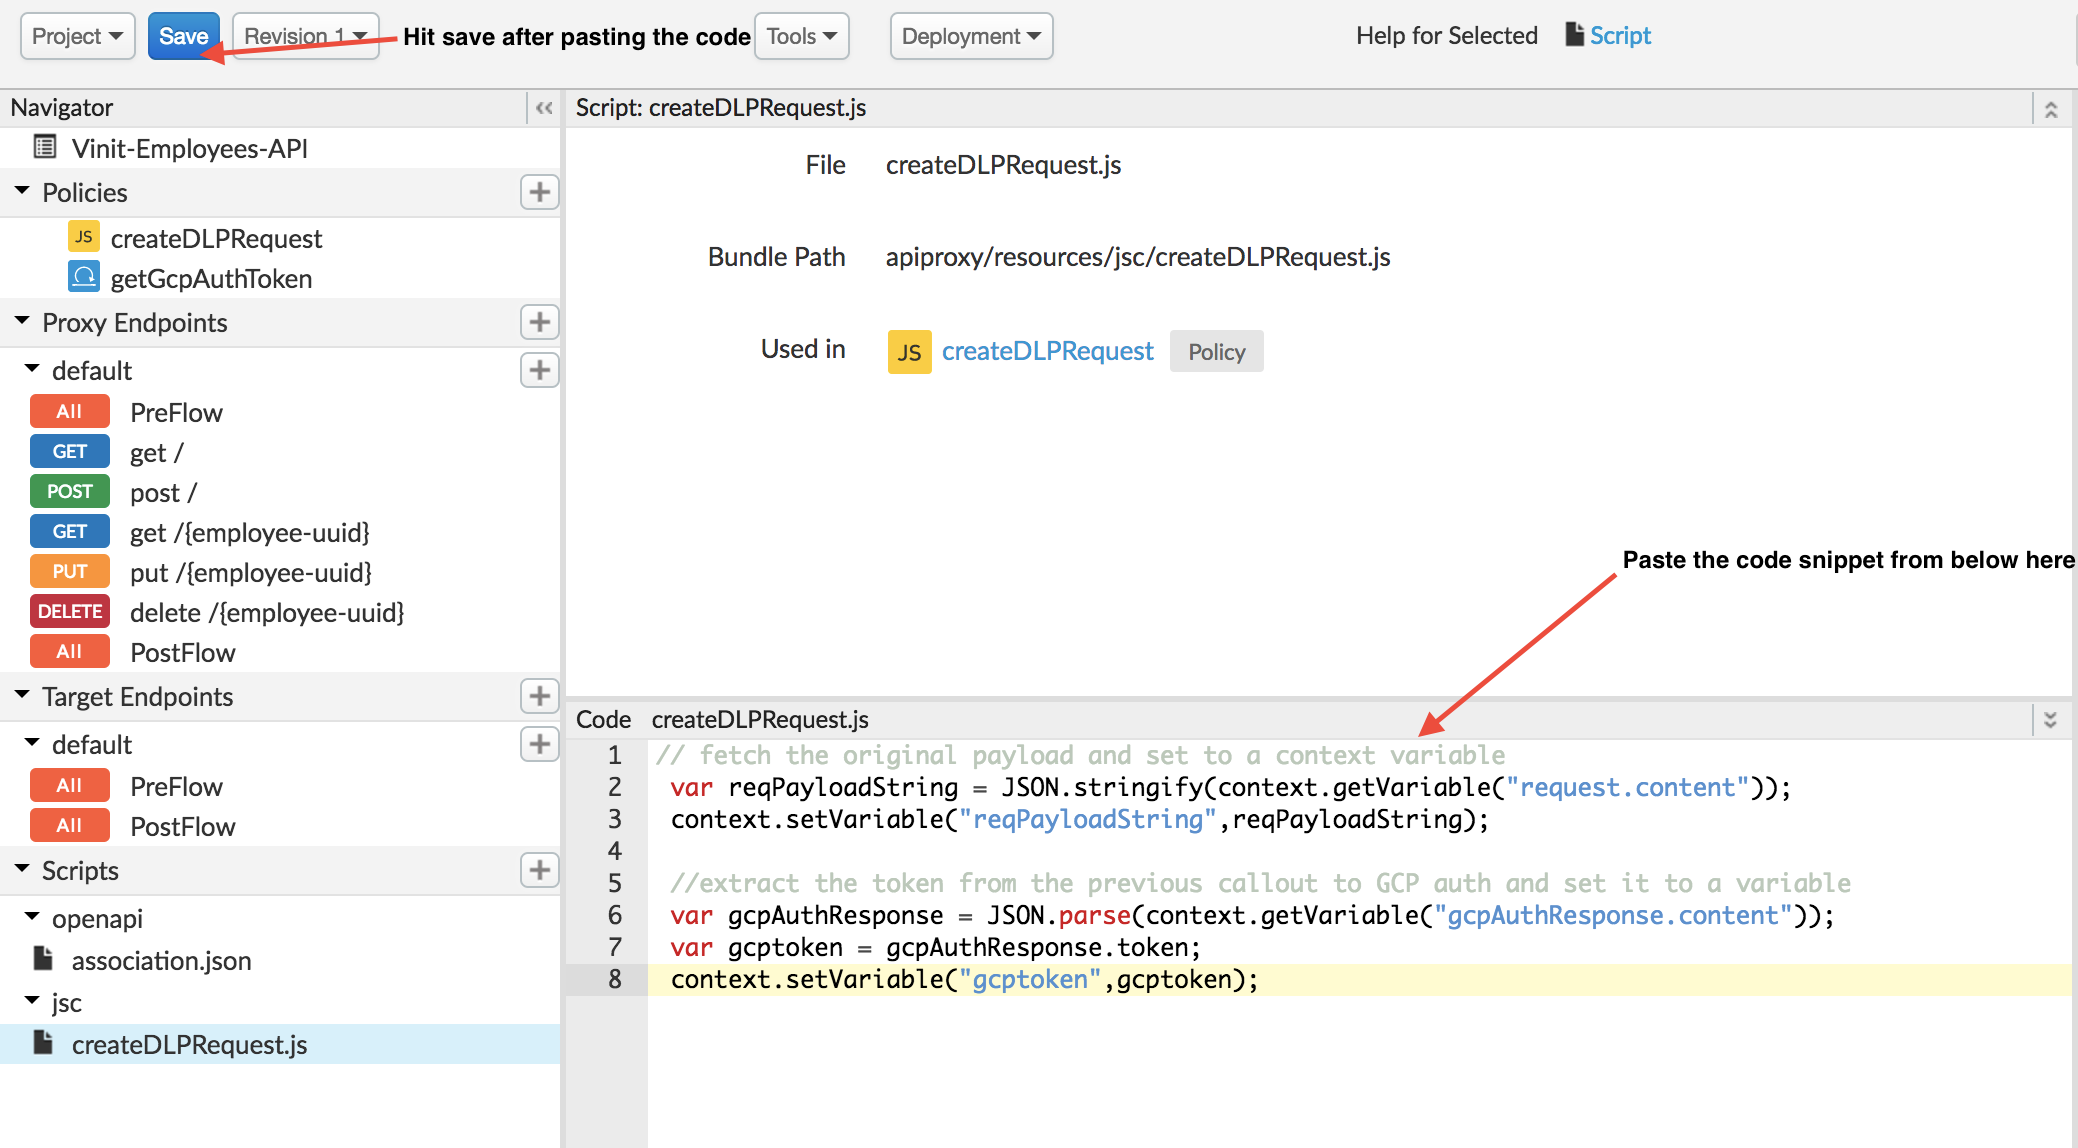 Project Save Revision 1 Hit save after pasting the code Tools Deployment Help for Selected Script
Navigator
Vinit-Employees-API
Policies
JS createDLPRequest
getGcpAuthToken
Proxy Endpoints
default
All PreFlow
GET get /
POST post /
GET get /{employee-uuid}
PUT put /{employee-uuid}
DELETE delete /{employee-uuid}
All PostFlow
Target Endpoints
default
All PreFlow
All PostFlow
Scripts
openapi
association.json
jsc
createDLPRequest.js
Script: createDLPRequest.js
File createDLPRequest.js
Bundle Path apiproxy/resources/jsc/createDLPRequest.js
Used in JS createDLPRequest Policy
Paste the code snippet from below here
Code createDLPRequest.js
1 // fetch the original payload and set to a context variable
2 var reqPayloadString = JSON.stringify(context.getVariable("request.content"));
3 context.setVariable("reqPayloadString",reqPayloadString);
4
5 //extract the token from the previous callout to GCP auth and set it to a variable
6 var gcpAuthResponse = JSON.parse(context.getVariable("gcpAuthResponse.content"));
7 var gcptoken = gcpAuthResponse.token;
8 context.setVariable("gcptoken",gcptoken);